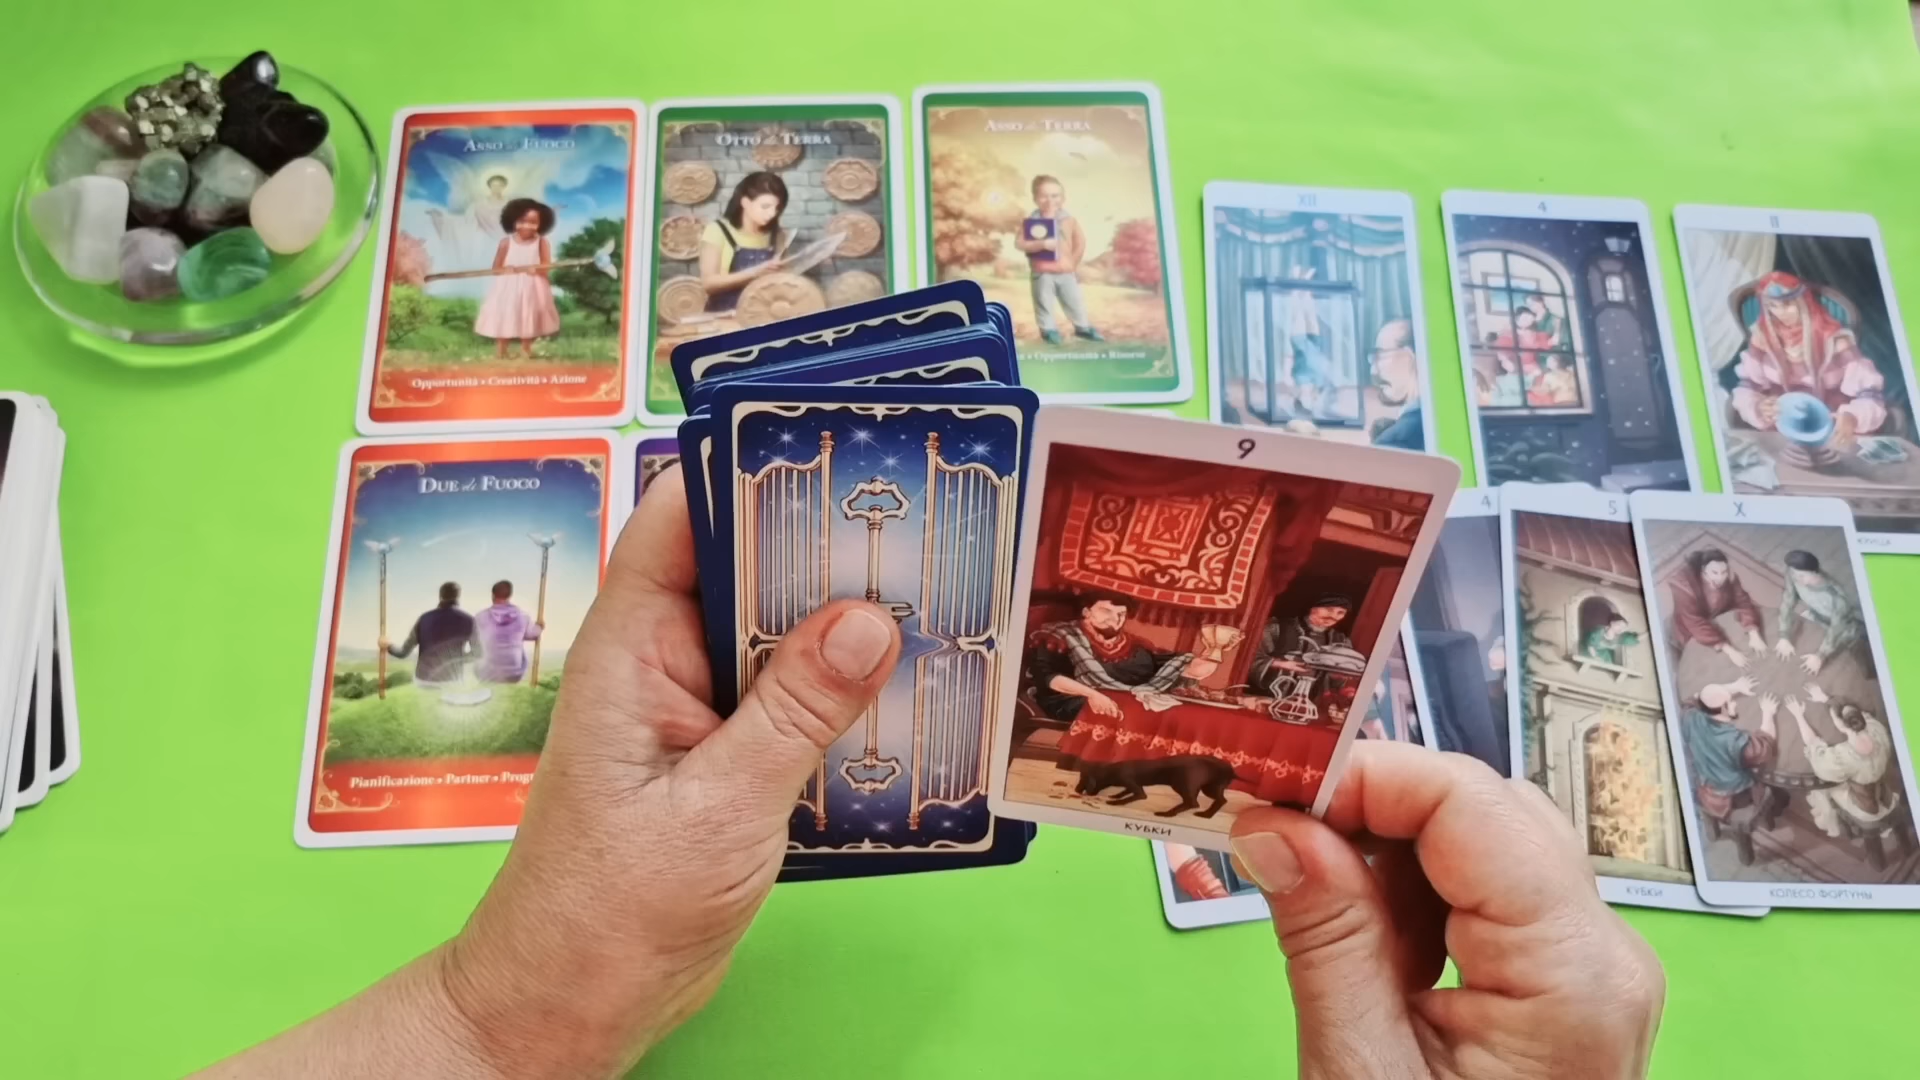 Asso di Fuoco
Opportunità • Creatività • Azione
Otto di Terra
Asso di Terra
• Opportunità • Risorse
XII
4
II
Due di Fuoco
Pianificazione • Partner •
9
КУБКИ
4
5
КУБКИ
X
КОЛЕСО ФОРТУНЫ